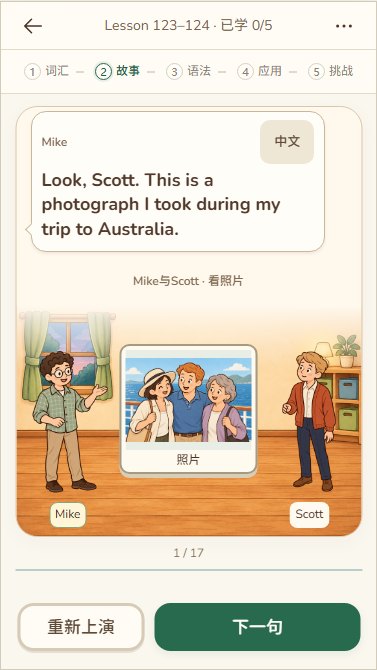 Lesson 123–124 · 已学 0/5
1 词汇 – 2 故事 – 3 语法 – 4 应用 – 5 挑战
Mike
中文
Look, Scott. This is a
photograph I took during my
trip to Australia.
Mike与Scott · 看照片
照片
Mike
Scott
1 / 17
重新上演
下一句